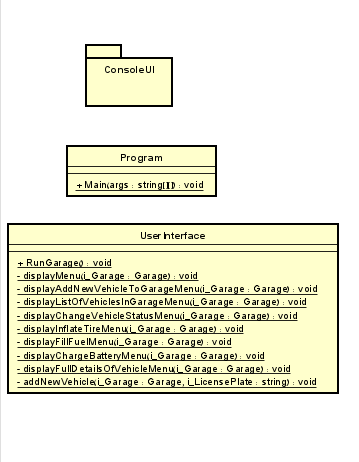 ConsoleUI
Program
+ Main(args : string[]) : void
UserInterface
+ RunGarage() : void
- displayMenu(i_Garage : Garage) : void
- displayAddNewVehicleToGarageMenu(i_Garage : Garage) : void
- displayListOfVehiclesInGarageMenu(i_Garage : Garage) : void
- displayChangeVehicleStatusMenu(i_Garage : Garage) : void
- displayInflateTireMenu(i_Garage : Garage) : void
- displayFillFuelMenu(i_Garage : Garage) : void
- displayChargeBatteryMenu(i_Garage : Garage) : void
- displayFullDetailsOfVehicleMenu(i_Garage : Garage) : void
- addNewVehicle(i_Garage : Garage, i_LicensePlate : string) : void